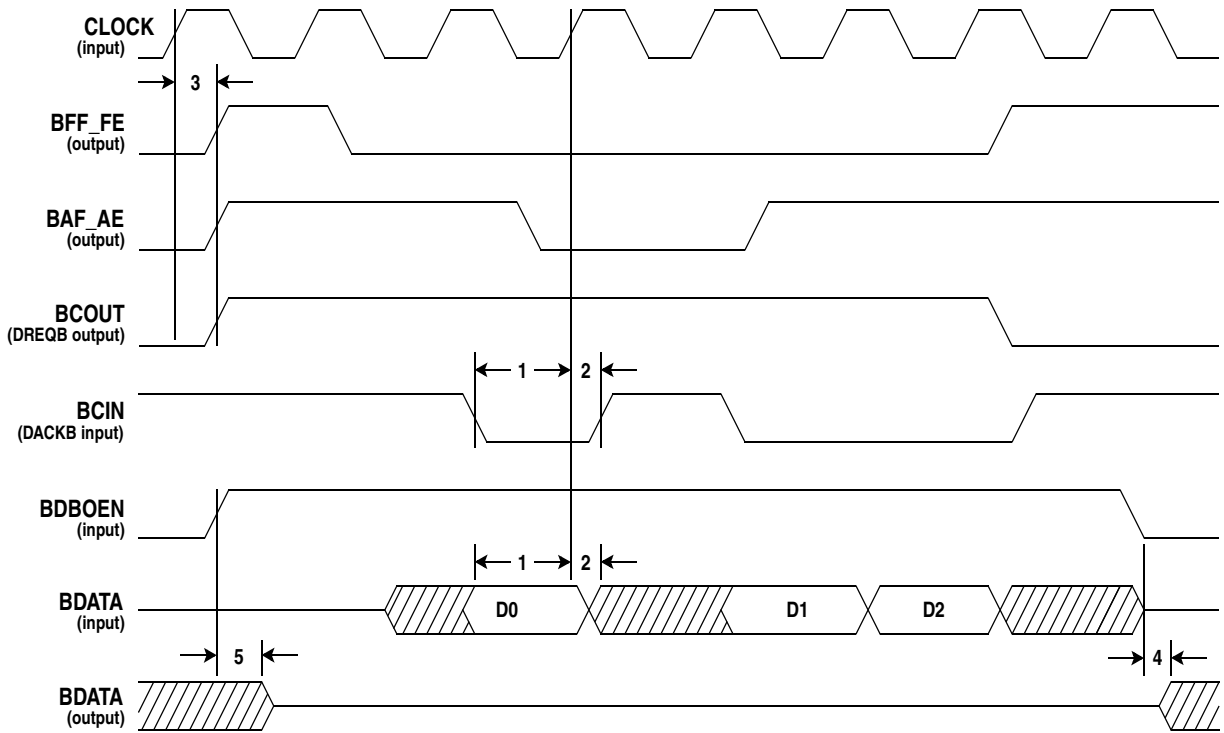 CLOCK
(input)
3
BFF_FE
(output)
BAF_AE
(output)
BCOUT
(DREQB output)
1 2
BCIN
(DACKB input)
BDBOEN
(input)
1 2
BDATA
(input)
D0 D1 D2
5 4
BDATA
(output)